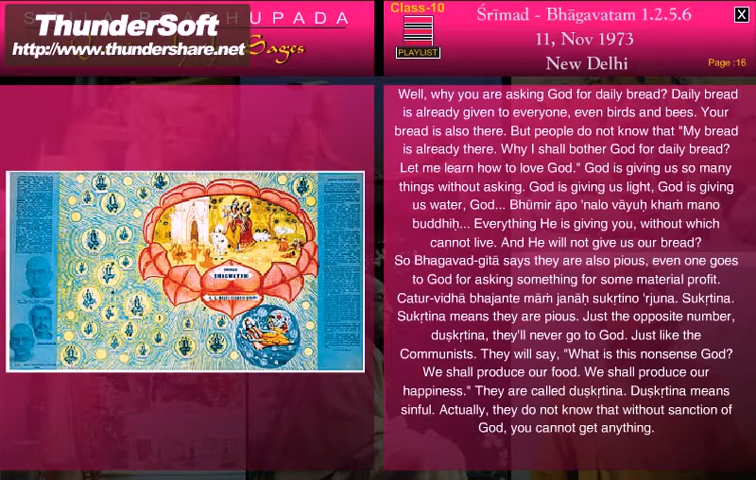 ThunderSoft
http://www.thundershare.net
HUPADA
Sages
Class-10
PLAYLIST
Śrīmad - Bhāgavatam 1.2.5.6
11, Nov 1973
New Delhi
X
Page :16
Well, why you are asking God for daily bread? Daily bread
is already given to everyone, even birds and bees. Your
bread is also there. But people do not know that "My bread
is already there. Why I shall bother God for daily bread?
Let me learn how to love God." God is giving us so many
things without asking. God is giving us light, God is giving
us water, God... Bhūmir āpo 'nalo vāyuḥ khaṁ mano
buddhiḥ... Everything He is giving you, without which
cannot live. And He will not give us our bread?
So Bhagavad-gītā says they are also pious, even one goes
to God for asking something for some material profit.
Catur-vidhā bhajante māṁ janāḥ sukṛtino 'rjuna. Sukṛtina.
Sukṛtina means they are pious. Just the opposite number,
duṣkṛtina, they'll never go to God. Just like the
Communists. They will say, "What is this nonsense God?
We shall produce our food. We shall produce our
happiness." They are called duṣkṛtina. Duṣkṛtina means
sinful. Actually, they do not know that without sanction of
God, you cannot get anything.